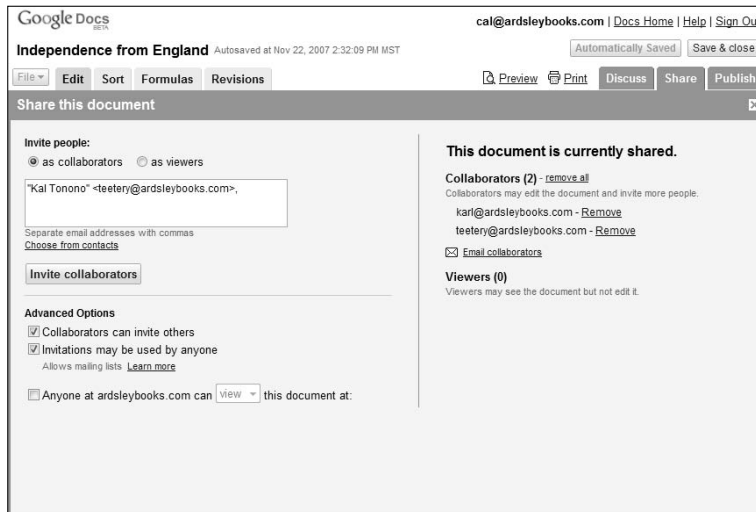 Google Docs
BETA
cal@ardsleybooks.com | Docs Home | Help | Sign Ou
Independence from England Autosaved at Nov 22, 2007 2:32:09 PM MST
Automatically Saved Save & close
File Edit Sort Formulas Revisions Preview Print Discuss Share Publish
Share this document
Invite people:
as collaborators as viewers
"Kal Tonono" <teetery@ardsleybooks.com>,
Separate email addresses with commas
Choose from contacts
Invite collaborators
Advanced Options
Collaborators can invite others
Invitations may be used by anyone
Allows mailing lists Learn more
Anyone at ardsleybooks.com can view this document at:
This document is currently shared.
Collaborators (2) - remove all
Collaborators may edit the document and invite more people.
karl@ardsleybooks.com - Remove
teetery@ardsleybooks.com - Remove
Email collaborators
Viewers (0)
Viewers may see the document but not edit it.